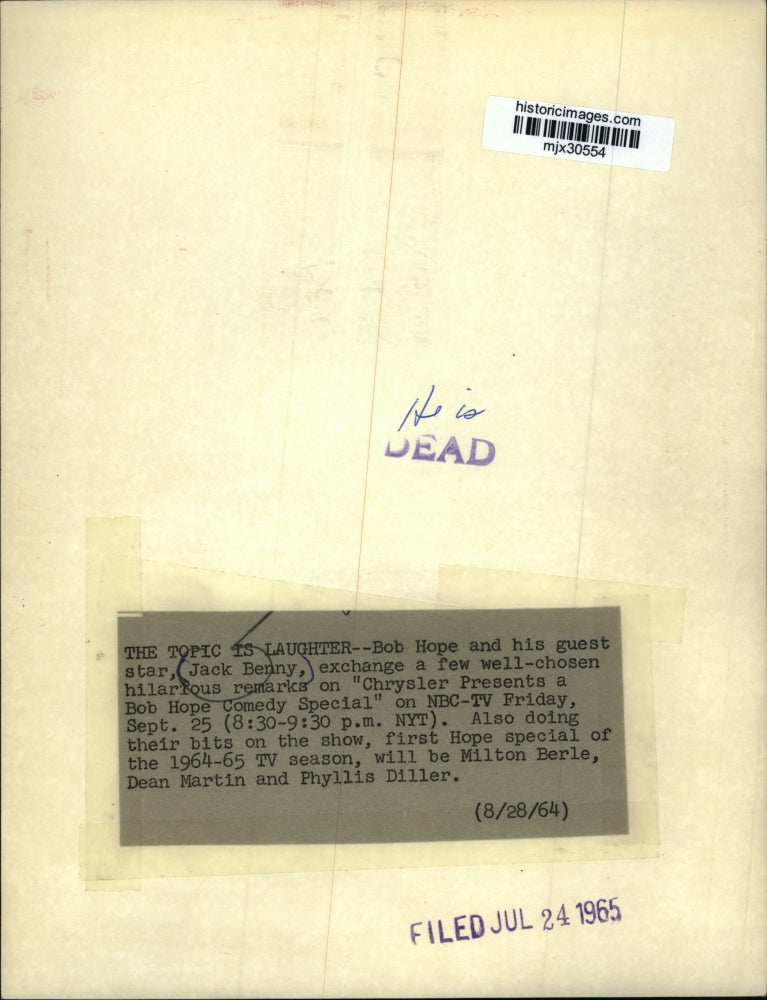 historicimages.com
mjx30554
He is
DEAD
THE TOPIC IS LAUGHTER--Bob Hope and his guest
star, Jack Benny, exchange a few well-chosen
hilarious remarks on "Chrysler Presents a
Bob Hope Comedy Special" on NBC-TV Friday,
Sept. 25 (8:30-9:30 p.m. NYT). Also doing
their bits on the show, first Hope special of
the 1964-65 TV season, will be Milton Berle,
Dean Martin and Phyllis Diller.
(8/28/64)
FILED JUL 24 1965